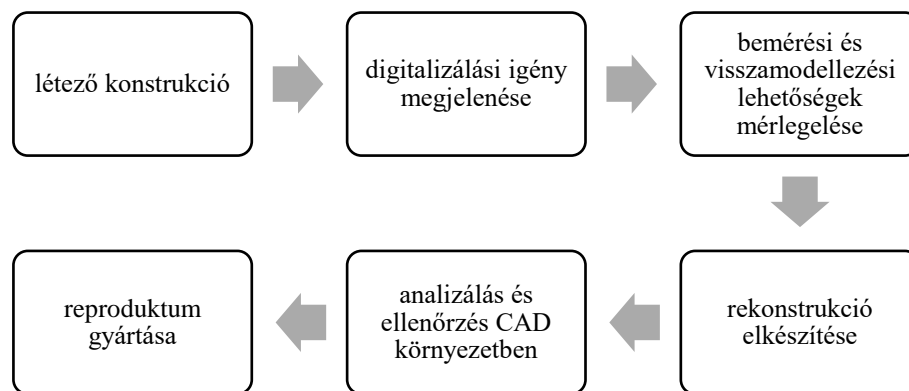 létező konstrukció
digitalizálási igény
megjelenése
bemérési és
visszamodellezési
lehetőségek
mérlegelése
rekonstrukció
elkészítése
analizálás és
ellenőrzés CAD
környezetben
reproduktum
gyártása